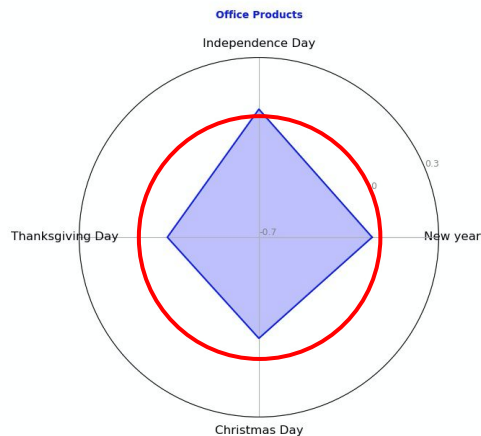 Office Products
Independence Day
0.3
0
Thanksgiving Day
-0.7
New year
Christmas Day